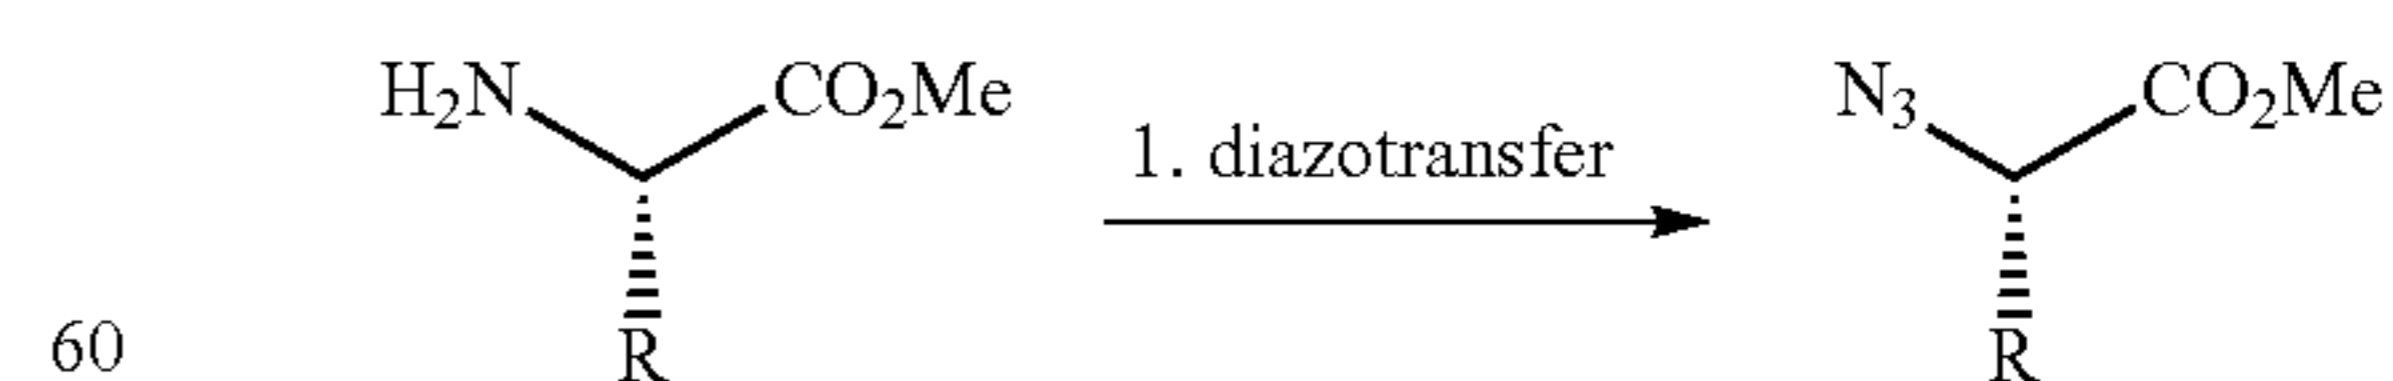 H₂N CO₂Me 1. diazotransfer N₃ CO₂Me
60 R R